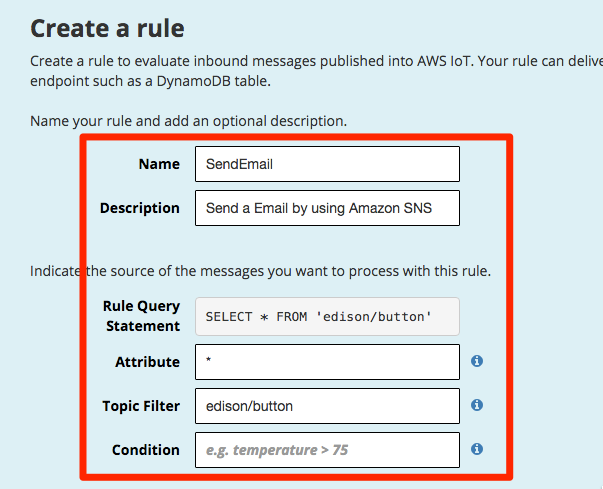 Create a rule
Create a rule to evaluate inbound messages published into AWS IoT. Your rule can delive
endpoint such as a DynamoDB table.
Name your rule and add an optional description.
Name SendEmail
Description Send a Email by using Amazon SNS
Indicate the source of the messages you want to process with this rule.
Rule Query
Statement SELECT * FROM 'edison/button'
Attribute *
Topic Filter edison/button
Condition e.g. temperature > 75